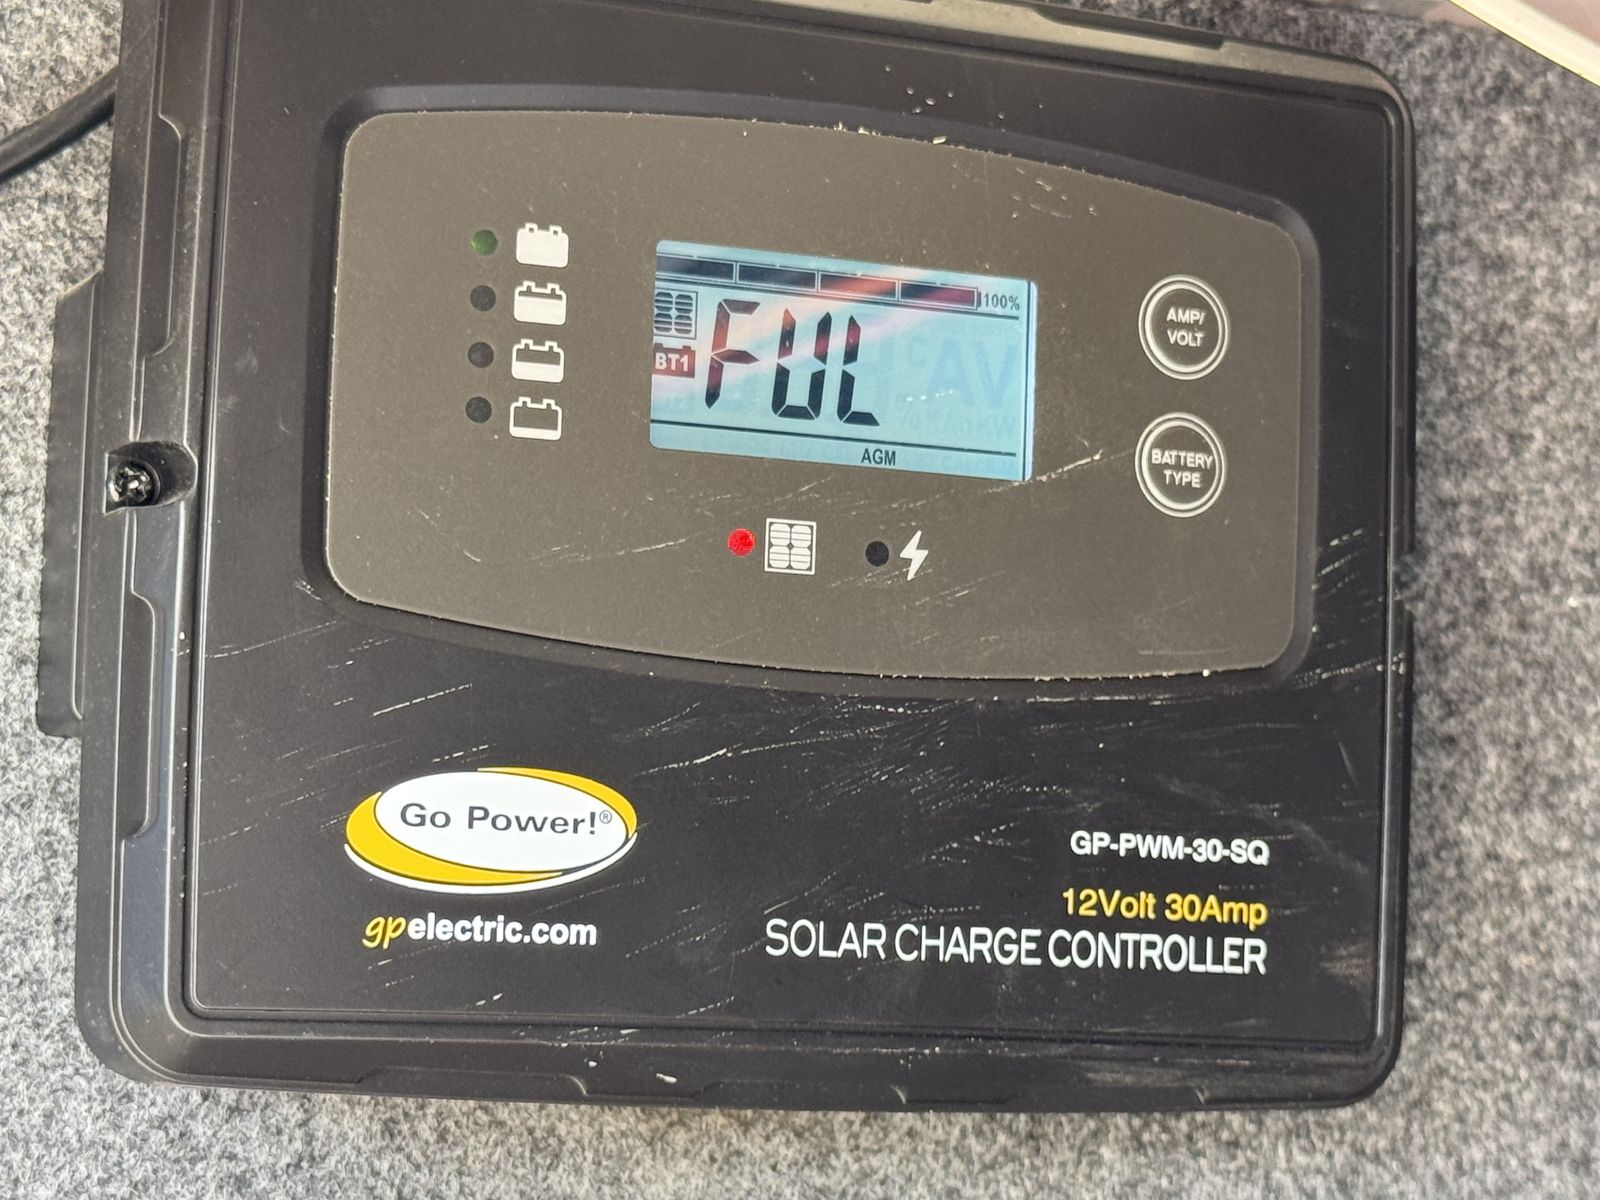 100%
BT1
FUL
AGM
AMP/
VOLT
BATTERY
TYPE
Go Power!®
gpelectric.com
GP-PWM-30-SQ
12Volt 30Amp
SOLAR CHARGE CONTROLLER